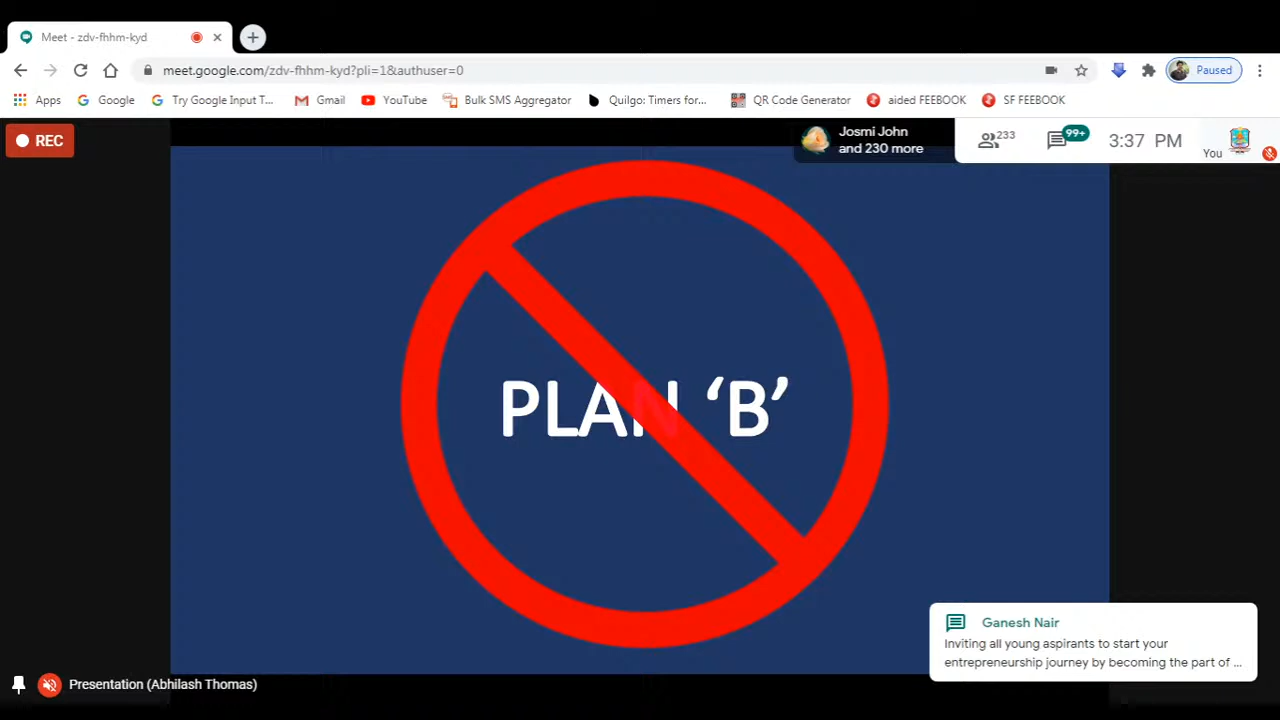 Meet - zdv-fhhm-kyd
meet.google.com/zdv-fhhm-kyd?pli=1&authuser=0
Paused
Apps
Google
Try Google Input T...
Gmail
YouTube
Bulk SMS Aggregator
Quilgo: Timers for...
QR Code Generator
aided FEEBOOK
SF FEEBOOK
REC
Josmi John
and 230 more
233
99+
3:37 PM
You
PLAN ‘B’
Ganesh Nair
Inviting all young aspirants to start your
entrepreneurship journey by becoming the part of ...
Presentation (Abhilash Thomas)